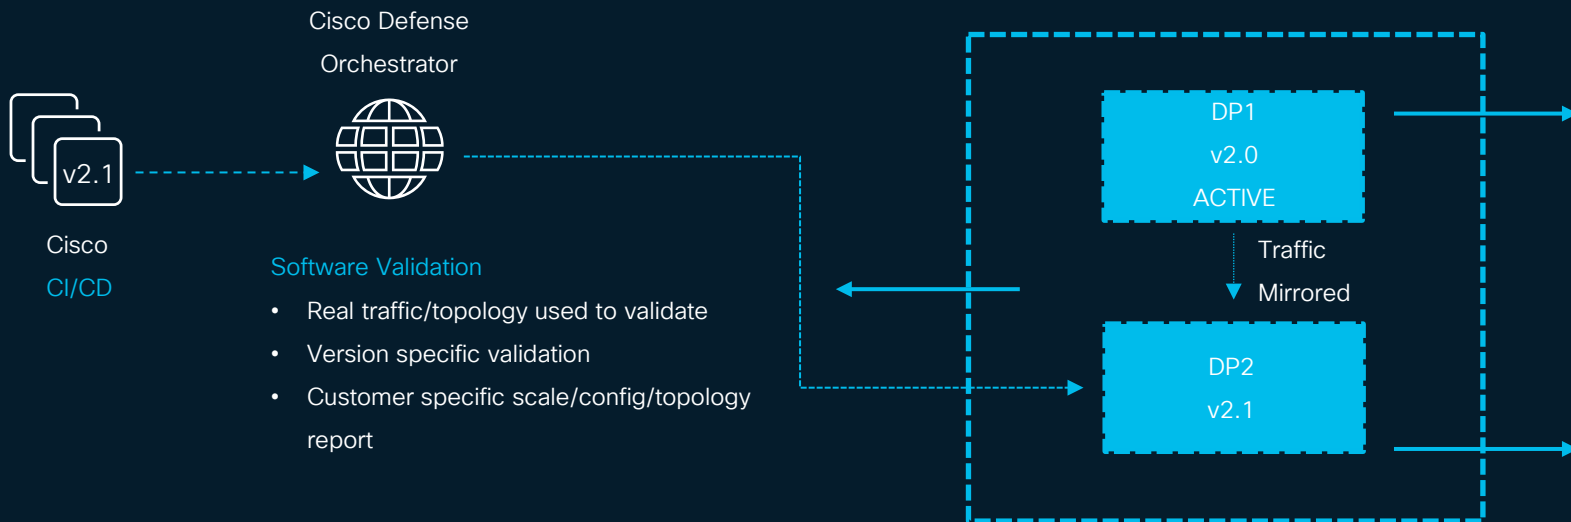 Cisco Defense
Orchestrator
v2.1
Cisco
CI/CD
Software Validation
• Real traffic/topology used to validate
• Version specific validation
• Customer specific scale/config/topology
report
DP1
v2.0
ACTIVE
Traffic
Mirrored
DP2
v2.1